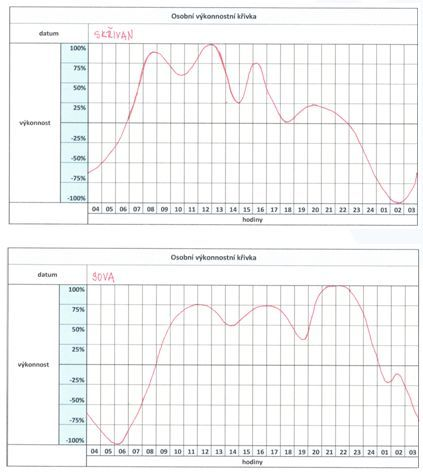 Osobní výkonnostní křivka
datum SKŘIVAN
100%
75%
50%
25%
výkonnost
-25%
-50%
-75%
-100%
04 05 06 07 08 09 10 11 12 13 14 15 16 17 18 19 20 21 22 23 24 01 02 03
hodiny
Osobní výkonnostní křivka
datum SOVA
100%
75%
50%
25%
výkonnost
-25%
-50%
-75%
-100%
04 05 06 07 08 09 10 11 12 13 14 15 16 17 18 19 20 21 22 23 24 01 02 03
hodiny